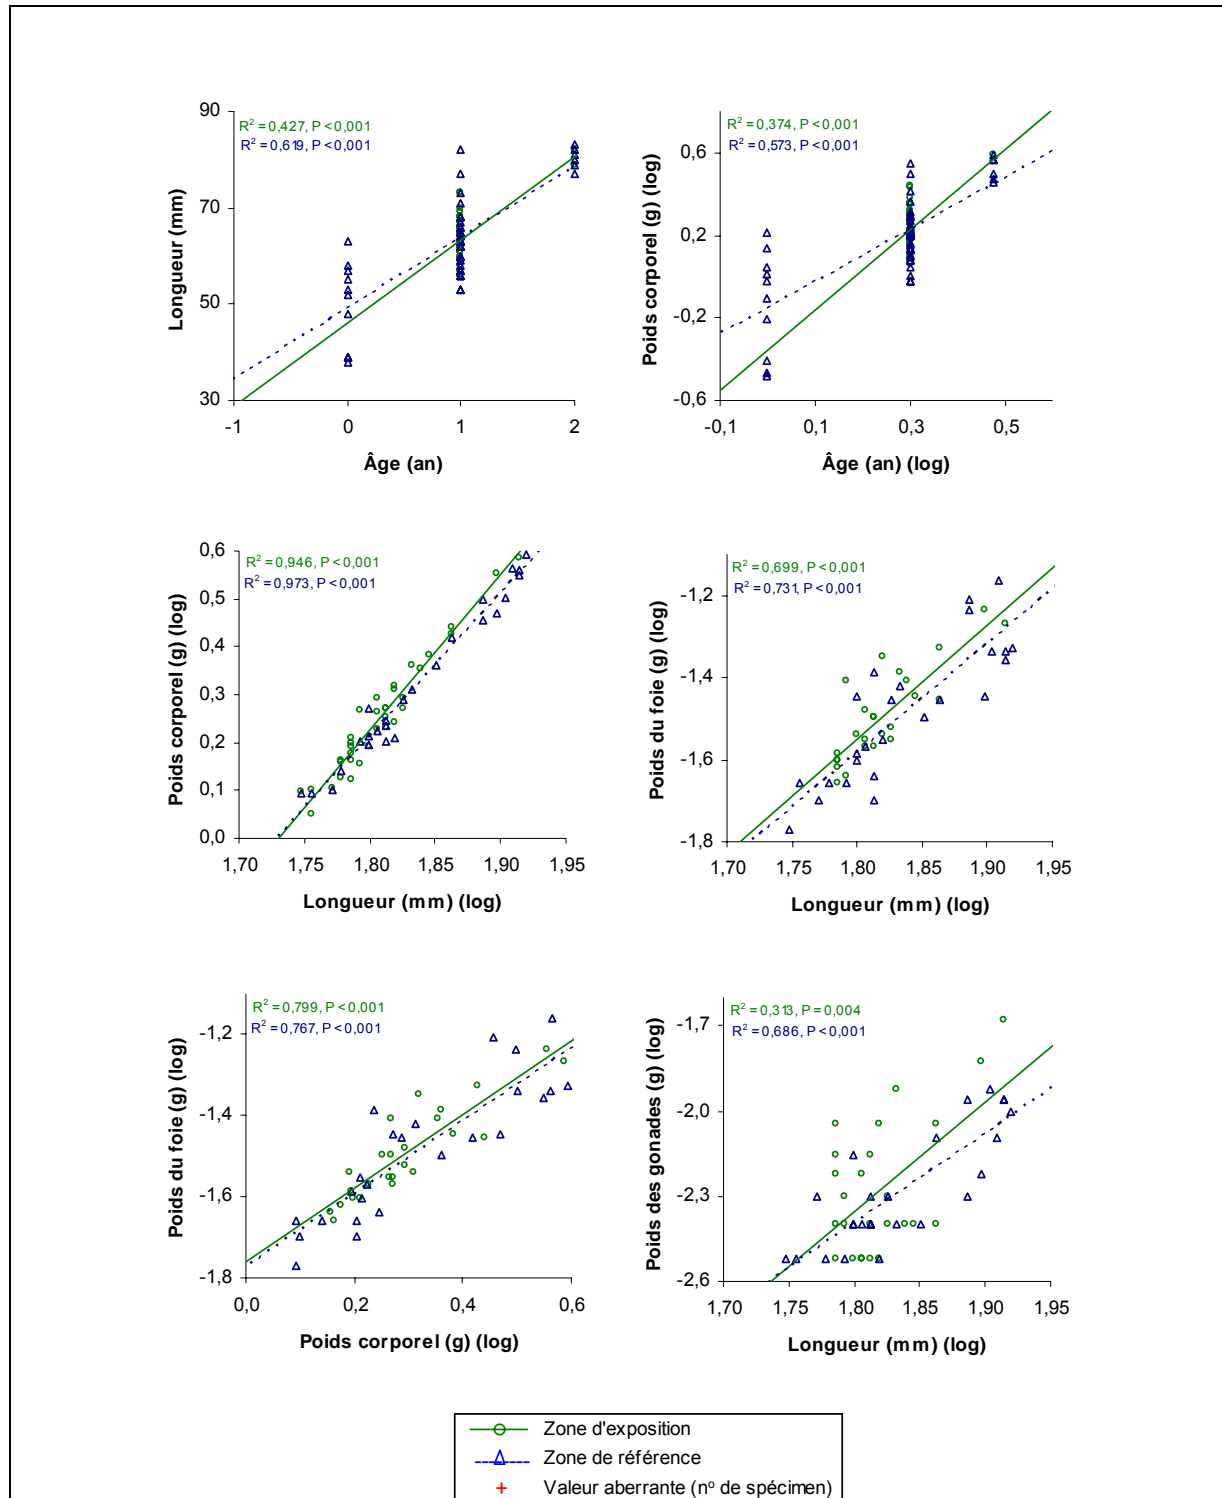 R² = 0,427, P < 0,001
R² = 0,619, P < 0,001
90
70
50
30
-1
0
1
2
Longueur (mm)
Âge (an)
R² = 0,374, P < 0,001
R² = 0,573, P < 0,001
0,6
0,2
-0,2
-0,6
-0,1
0,1
0,3
0,5
Poids corporel (g) (log)
Âge (an) (log)
R² = 0,946, P < 0,001
R² = 0,973, P < 0,001
0,6
0,5
0,4
0,3
0,2
0,1
0,0
1,70
1,75
1,80
1,85
1,90
1,95
Poids corporel (g) (log)
Longueur (mm) (log)
R² = 0,699, P < 0,001
R² = 0,731, P < 0,001
-1,2
-1,4
-1,6
-1,8
1,70
1,75
1,80
1,85
1,90
1,95
Poids du foie (g) (log)
Longueur (mm) (log)
R² = 0,799, P < 0,001
R² = 0,767, P < 0,001
-1,2
-1,4
-1,6
-1,8
0,0
0,2
0,4
0,6
Poids du foie (g) (log)
Poids corporel (g) (log)
R² = 0,313, P = 0,004
R² = 0,686, P < 0,001
-1,7
-2,0
-2,3
-2,6
1,70
1,75
1,80
1,85
1,90
1,95
Poids des gonades (g) (log)
Longueur (mm) (log)
Zone d'exposition
Zone de référence
Valeur aberrante (nº de spécimen)